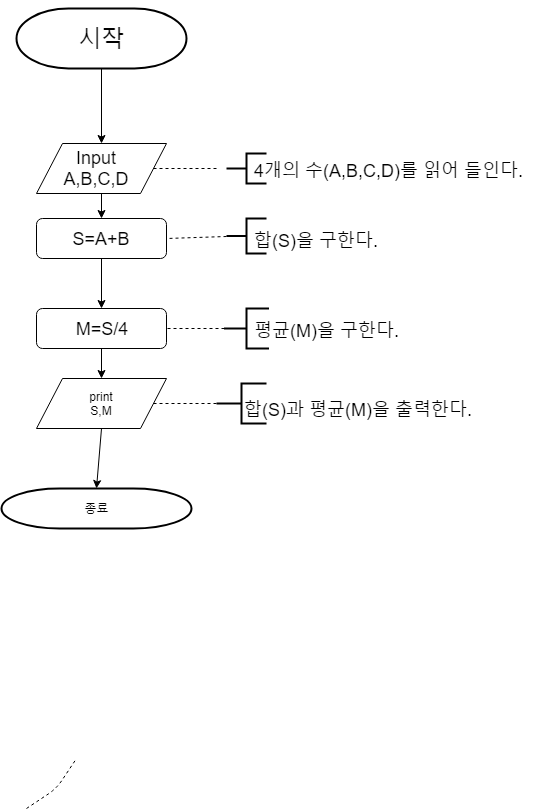 시작
Input
A,B,C,D
4개의 수(A,B,C,D)를 읽어 들인다.
S=A+B
합(S)을 구한다.
M=S/4
평균(M)을 구한다.
print
S,M
합(S)과 평균(M)을 출력한다.
종료